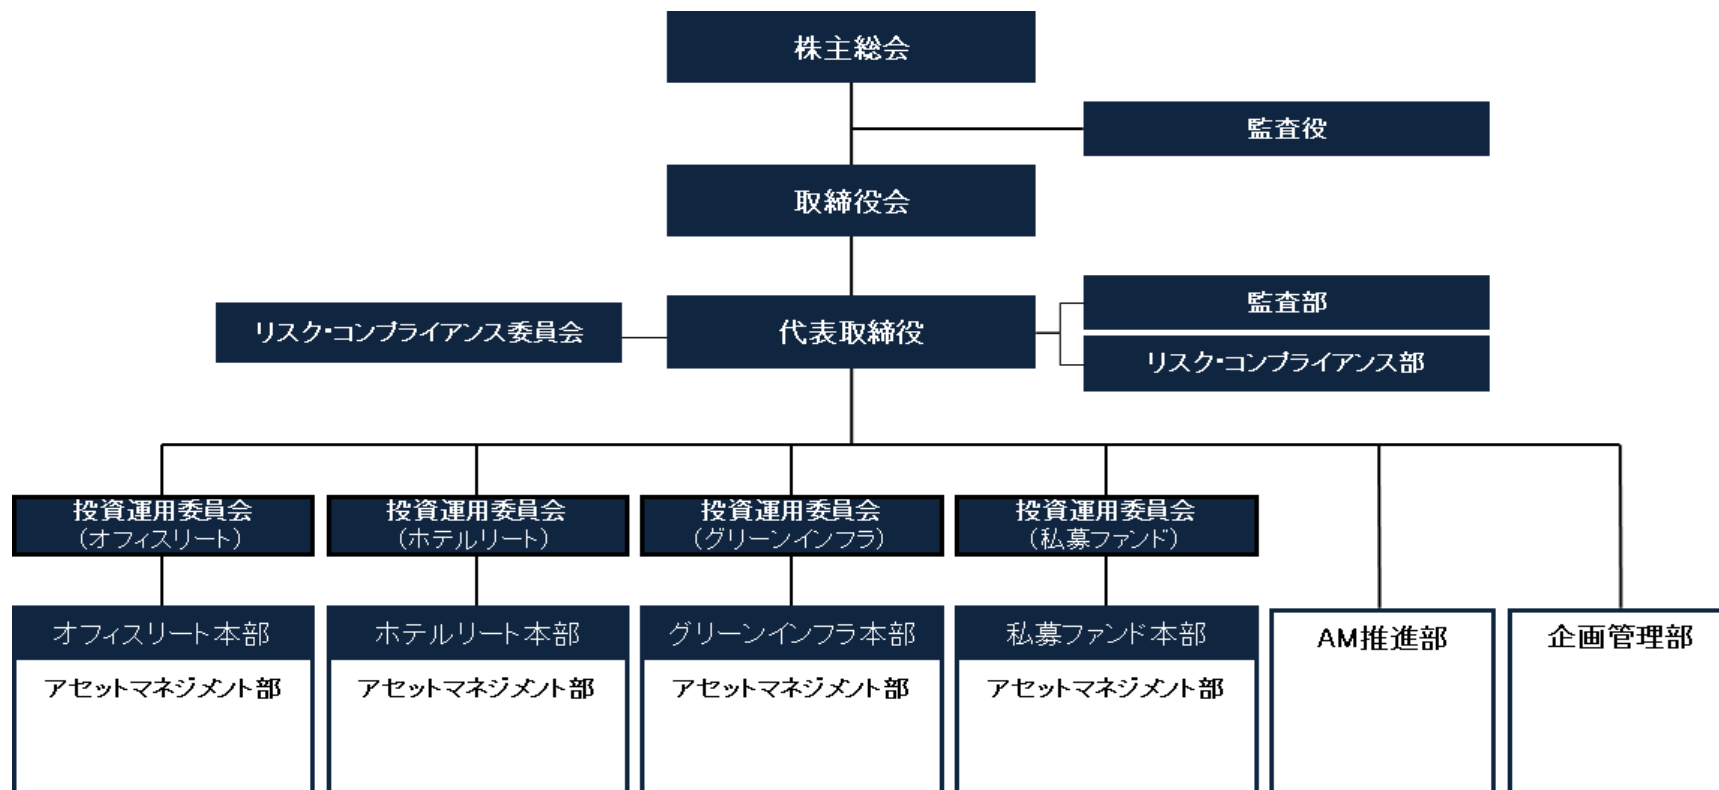 株主総会
監査役
取締役会
監査部
リスク・コンプライアンス委員会
代表取締役
リスク・コンプライアンス部
投資運用委員会
(オフィスリート)
投資運用委員会
(ホテルリート)
投資運用委員会
(グリーンインフラ)
投資運用委員会
(私募ファンド)
オフィスリート本部
アセットマネジメント部
ホテルリート本部
アセットマネジメント部
グリーンインフラ本部
アセットマネジメント部
私募ファンド本部
アセットマネジメント部
AM推進部
企画管理部